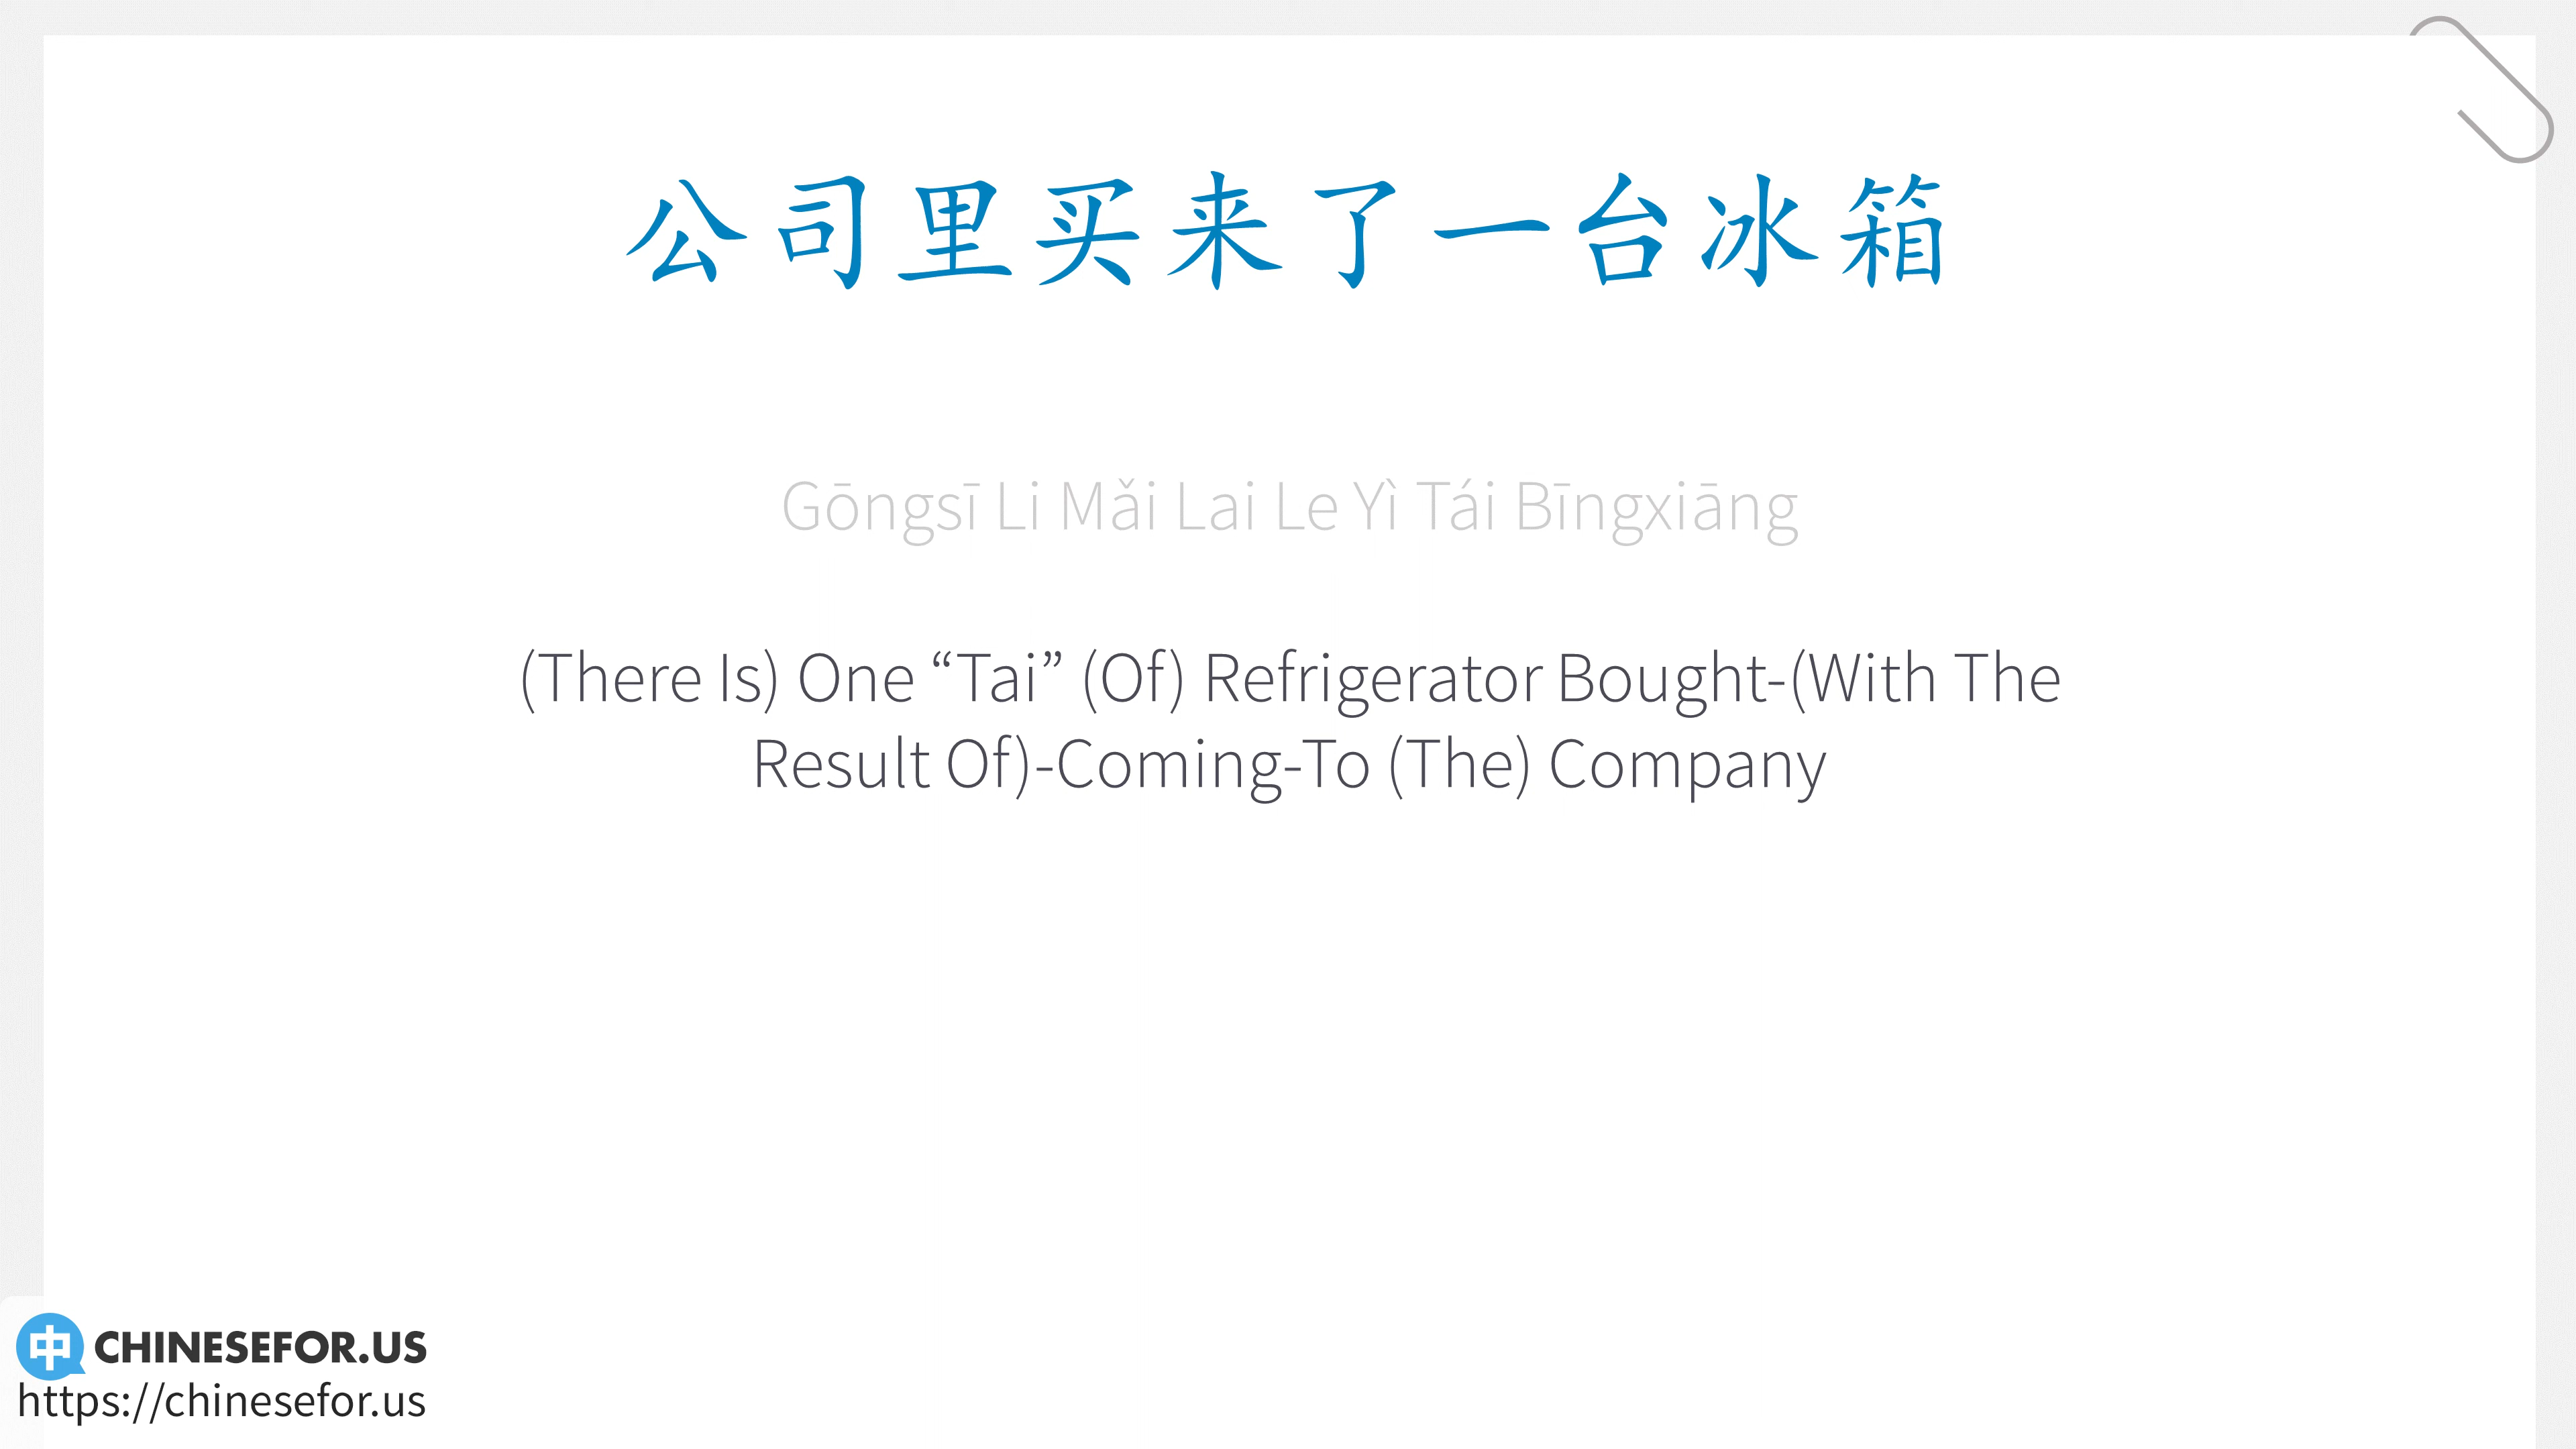 公司里买来了一台冰箱
Gōngsī Li Mǎi Lai Le Yì Tái Bīngxiāng
(There Is) One “Tai” (Of) Refrigerator Bought-(With The
Result Of)-Coming-To (The) Company
中 CHINESEFOR.US
https://chinesefor.us